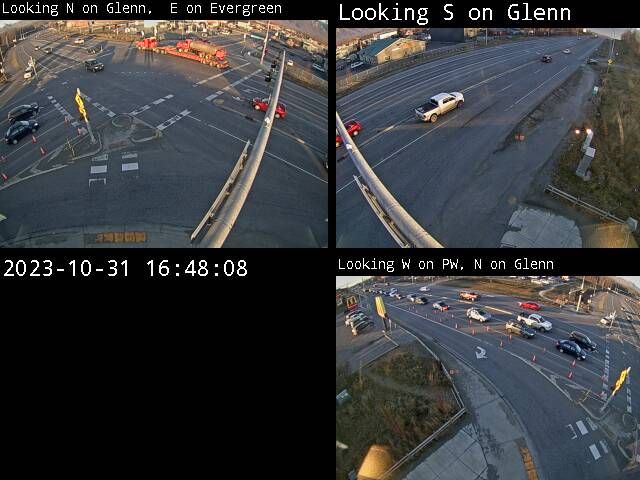 Looking N on Glenn,  E on Evergreen
Looking S on Glenn
2023-10-31 16:48:08
Looking W on PW, N on Glenn